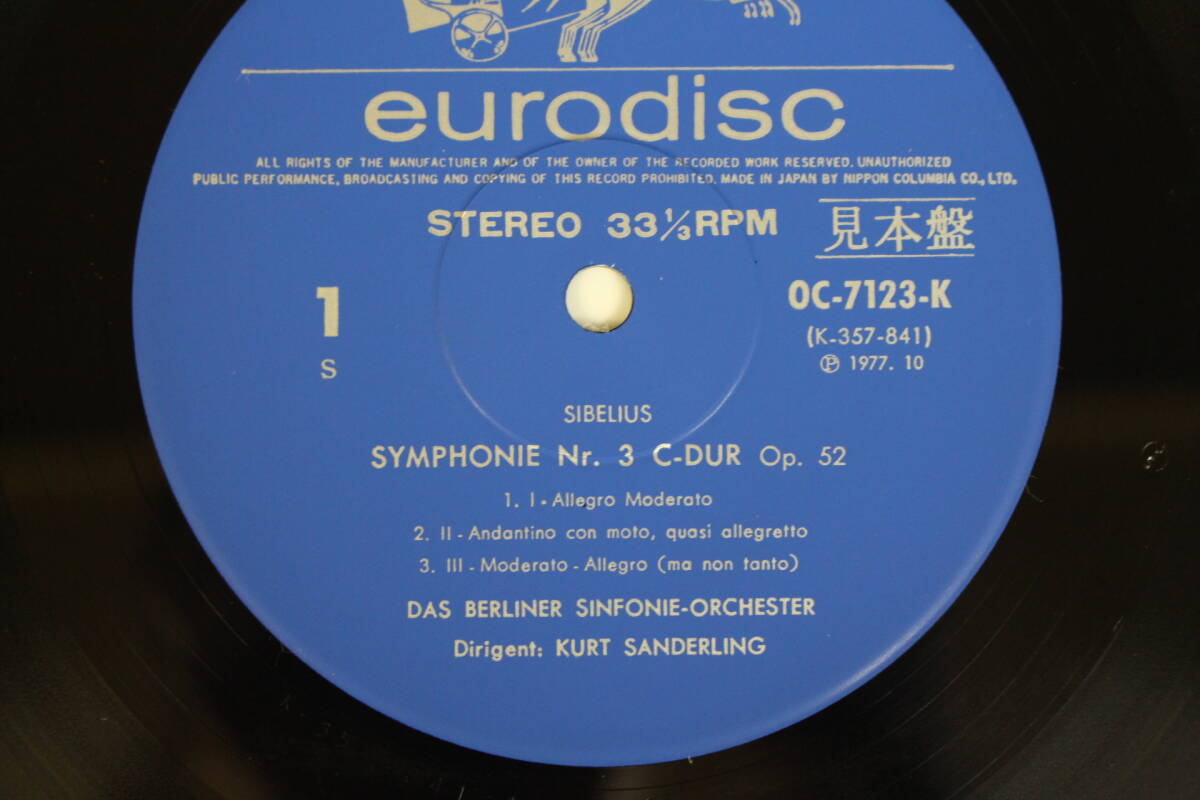 eurodisc
ALL RIGHTS OF THE MANUFACTURER AND OF THE OWNER OF THE RECORDED WORK RESERVED. UNAUTHORIZED
PUBLIC PERFORMANCE, BROADCASTING AND COPYING OF THIS RECORD PROHIBITED. MADE IN JAPAN BY NIPPON COLUMBIA CO., LTD.
STEREO 33⅓RPM 見本盤
1 OC-7123-K
(K-357-841)
S ℗ 1977. 10
SIBELIUS
SYMPHONIE Nr. 3 C-DUR Op. 52
1. I - Allegro Moderato
2. II - Andantino con moto, quasi allegretto
3. III - Moderato - Allegro (ma non tanto)
DAS BERLINER SINFONIE-ORCHESTER
Dirigent: KURT SANDERLING